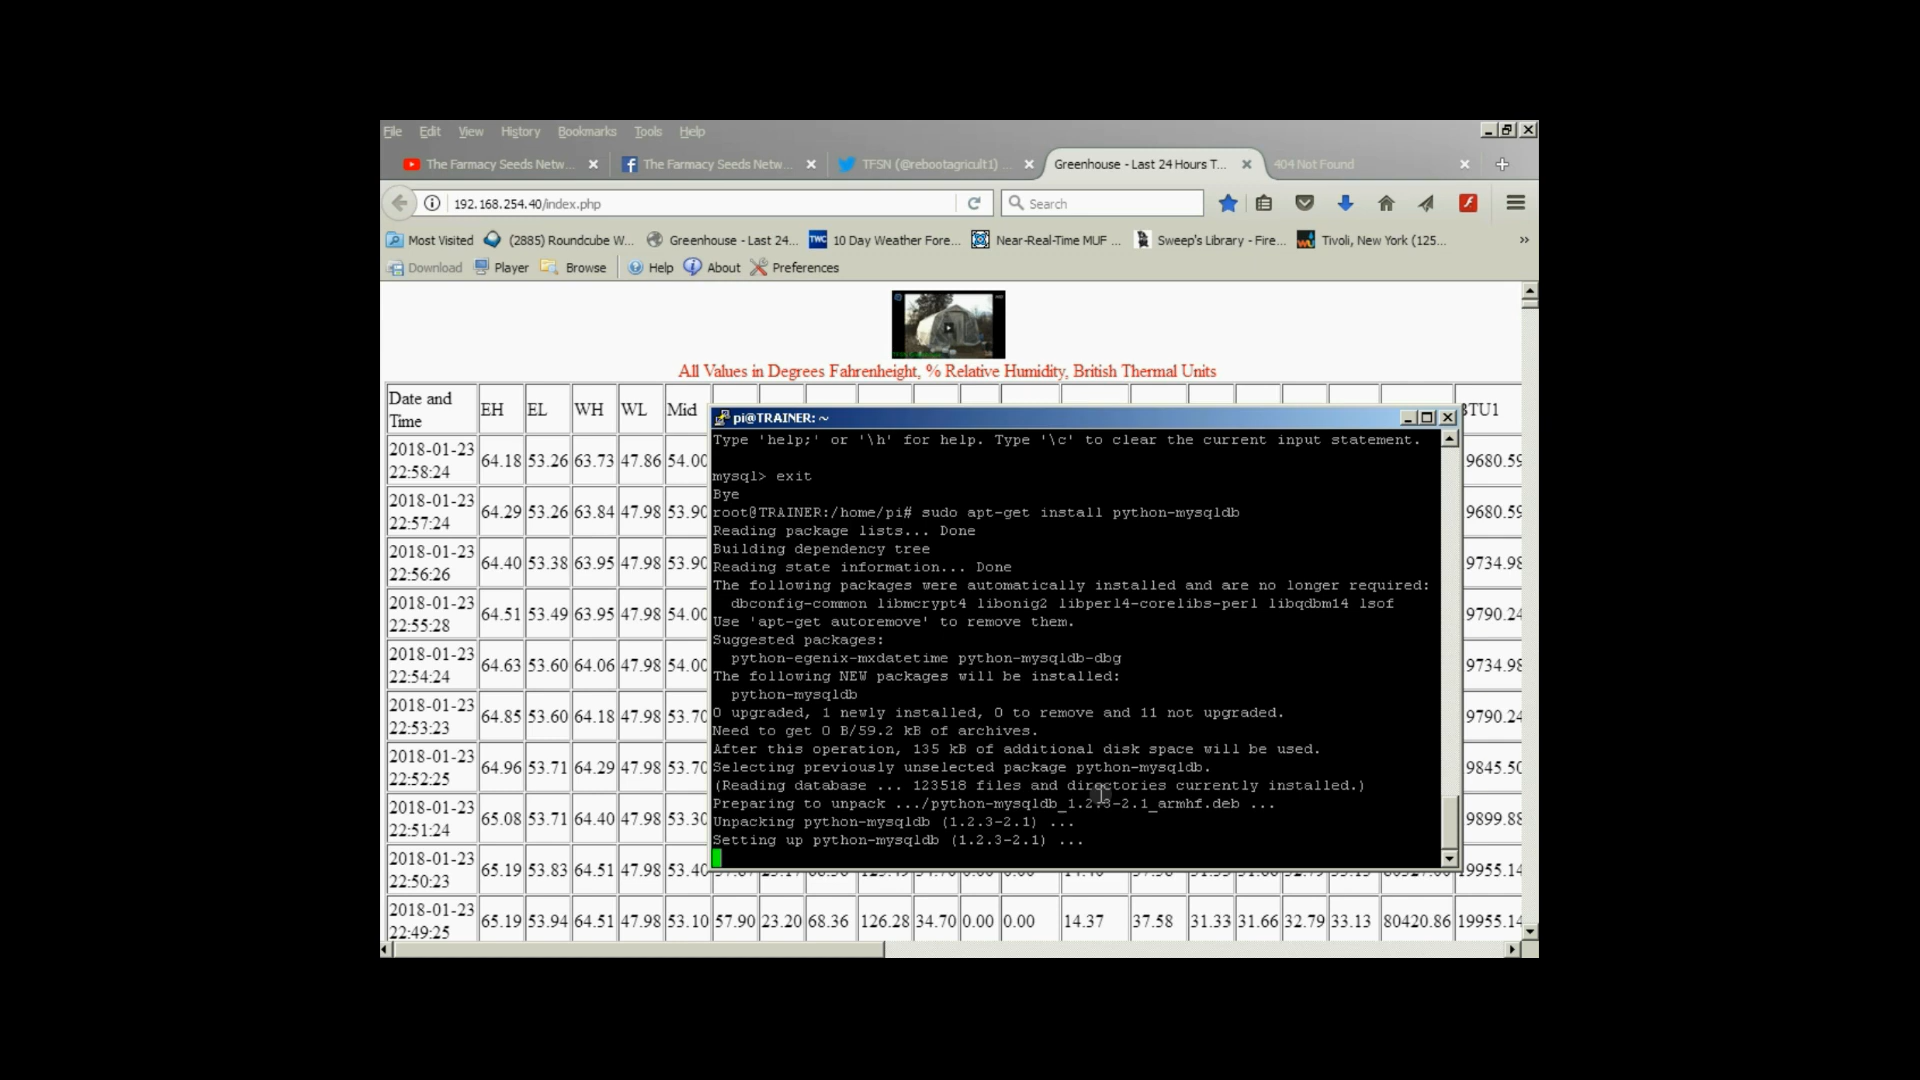 File Edit View History Bookmarks Tools Help
The Farmacy Seeds Netw... The Farmacy Seeds Netw... TFSN (@rebootagricult1) ... Greenhouse - Last 24 Hours T... 404 Not Found
192.168.254.40/index.php Search
Most Visited (2885) Roundcube W... Greenhouse - Last 24... TWC 10 Day Weather Fore... Near-Real-Time MUF ... Sweep's Library - Fire... Tivoli, New York (125...
Download Player Browse Help About Preferences
All Values in Degrees Fahrenheight, % Relative Humidity, British Thermal Units
Date and Time EH EL WH WL Mid BTU1
2018-01-23 22:58:24 64.18 53.26 63.73 47.86 54.00 9680.59
2018-01-23 22:57:24 64.29 53.26 63.84 47.98 53.90 9680.59
2018-01-23 22:56:26 64.40 53.38 63.95 47.98 53.90 9734.98
2018-01-23 22:55:28 64.51 53.49 63.95 47.98 54.00 9790.24
2018-01-23 22:54:24 64.63 53.60 64.06 47.98 54.00 9734.98
2018-01-23 22:53:23 64.85 53.60 64.18 47.98 53.70 9790.24
2018-01-23 22:52:25 64.96 53.71 64.29 47.98 53.70 9845.50
2018-01-23 22:51:24 65.08 53.71 64.40 47.98 53.30 9899.88
2018-01-23 22:50:23 65.19 53.83 64.51 47.98 53.40 19955.14
2018-01-23 22:49:25 65.19 53.94 64.51 47.98 53.10 57.90 23.20 68.36 126.28 34.70 0.00 0.00 14.37 37.58 31.33 31.66 32.79 33.13 80420.86 19955.14
pi@TRAINER: ~
Type 'help;' or '\h' for help. Type '\c' to clear the current input statement.
mysql> exit
Bye
root@TRAINER:/home/pi# sudo apt-get install python-mysqldb
Reading package lists... Done
Building dependency tree
Reading state information... Done
The following packages were automatically installed and are no longer required:
dbconfig-common libmcrypt4 libonig2 libperl4-corelibs-perl libqdbm14 lsof
Use 'apt-get autoremove' to remove them.
Suggested packages:
python-egenix-mxdatetime python-mysqldb-dbg
The following NEW packages will be installed:
python-mysqldb
0 upgraded, 1 newly installed, 0 to remove and 11 not upgraded.
Need to get 0 B/59.2 kB of archives.
After this operation, 135 kB of additional disk space will be used.
Selecting previously unselected package python-mysqldb.
(Reading database ... 123518 files and directories currently installed.)
Preparing to unpack .../python-mysqldb_1.2.3-2.1_armhf.deb ...
Unpacking python-mysqldb (1.2.3-2.1) ...
Setting up python-mysqldb (1.2.3-2.1) ...